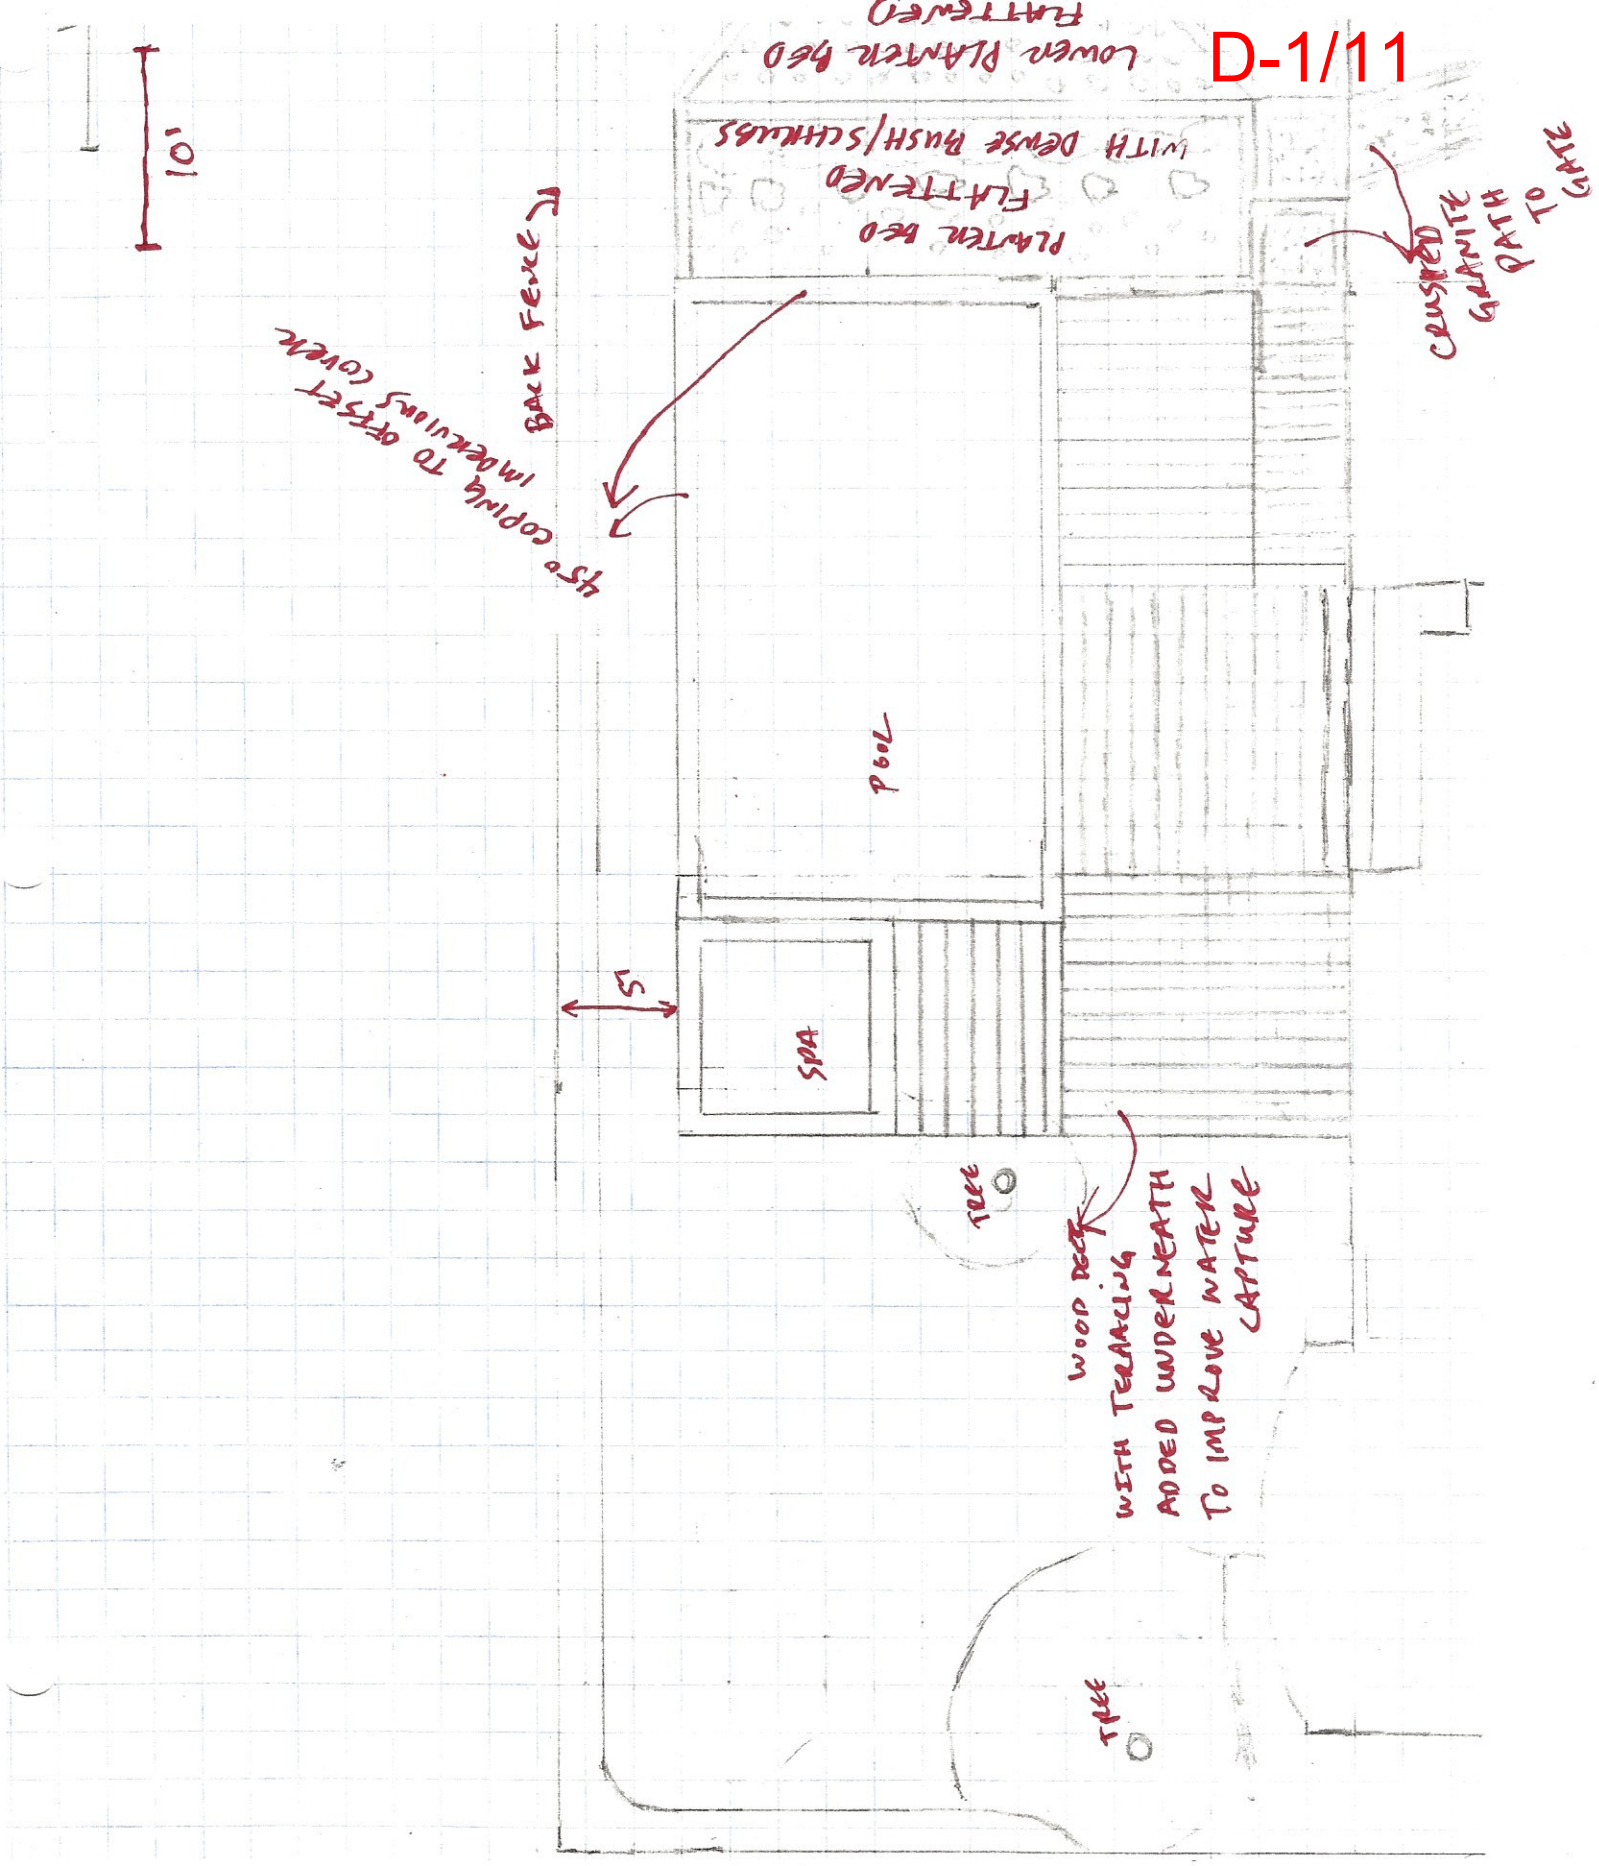 D-1/11
LOWER PLANTER BED
FLATTENED
10'
PLANTER BED
FLATTENED
WITH DENSE BUSH/SCHRUBS
CRUSHED
GRANITE
PATH
TO
GATE
BACK FENCE
45° COPING TO OFFSET
IMPERVIOUS COVER
POOL
5'
SPA
TREE
WOOD DECK
WITH TERRACING
ADDED UNDERNEATH
TO IMPROVE WATER
CAPTURE
TREE